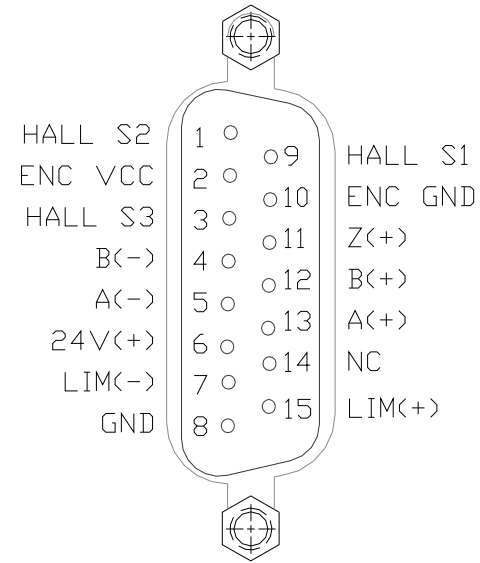 HALL S2 1
9 HALL S1
ENC VCC 2
10 ENC GND
HALL S3 3
11 Z(+)
B(-) 4
12 B(+)
A(-) 5
13 A(+)
24V(+) 6
14 NC
LIM(-) 7
15 LIM(+)
GND 8